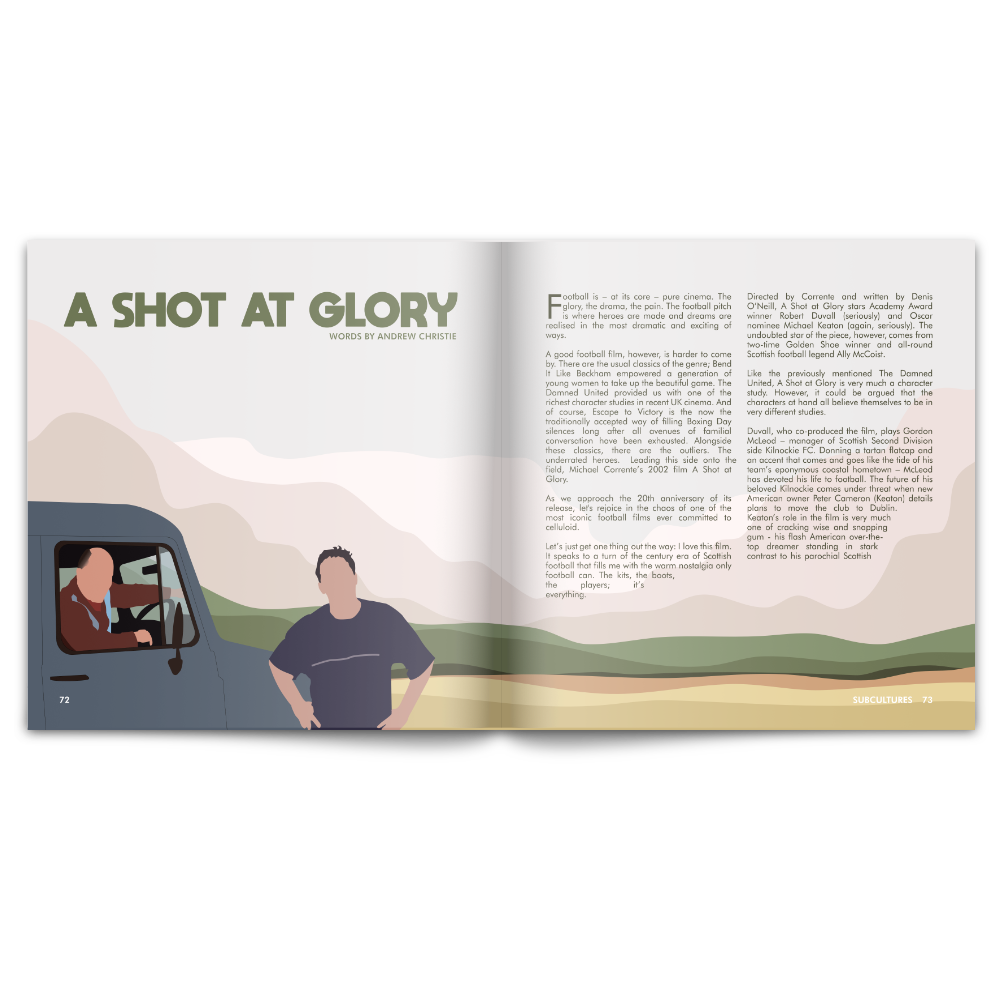 A SHOT AT GLORY
WORDS BY ANDREW CHRISTIE
72
Football is – at its core – pure cinema. The
glory, the drama, the pain. The football pitch
is where heroes are made and dreams are
realised in the most dramatic and exciting of
ways.
A good football film, however, is harder to come
by. There are the usual classics of the genre; Bend
It Like Beckham empowered a generation of
young women to take up the beautiful game. The
Damned United provided us with one of the
richest character studies in recent UK cinema. And
of course, Escape to Victory is the now the
traditionally accepted way of filling Boxing Day
silences long after all avenues of familial
conversation have been exhausted. Alongside
these classics, there are the outliers. The
underrated heroes. Leading this side onto the
field, Michael Corrente's 2002 film A Shot at
Glory.
As we approach the 20th anniversary of its
release, let's rejoice in the chaos of one of the
most iconic football films ever committed to
celluloid.
Let's just get one thing out the way: I love this film.
It speaks to a turn of the century era of Scottish
football that fills me with the warm nostalgia only
football can. The kits, the boots,
the players; it's
everything.
Directed by Corrente and written by Denis
O'Neill, A Shot at Glory stars Academy Award
winner Robert Duvall (seriously) and Oscar
nominee Michael Keaton (again, seriously). The
undoubted star of the piece, however, comes from
two-time Golden Shoe winner and all-round
Scottish football legend Ally McCoist.
Like the previously mentioned The Damned
United, A Shot at Glory is very much a character
study. However, it could be argued that the
characters at hand all believe themselves to be in
very different studies.
Duvall, who co-produced the film, plays Gordon
McLeod – manager of Scottish Second Division
side Kilnockie FC. Donning a tartan flatcap and
an accent that comes and goes like the tide of his
team's eponymous coastal hometown – McLeod
has devoted his life to football. The future of his
beloved Kilnockie comes under threat when new
American owner Peter Cameron (Keaton) details
plans to move the club to Dublin.
Keaton's role in the film is very much
one of cracking wise and snapping
gum - his flash American over-the-
top dreamer standing in stark
contrast to his parochial Scottish
SUBCULTURES 73